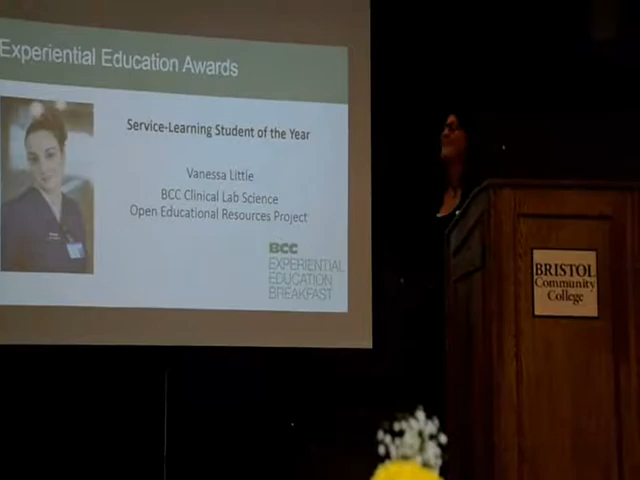 Experiential Education Awards
Service-Learning Student of the Year
Vanessa Little
BCC Clinical Lab Science
Open Educational Resources Project
BCC
EXPERIENTIAL
EDUCATION
BREAKFAST
BRISTOL
Community
College